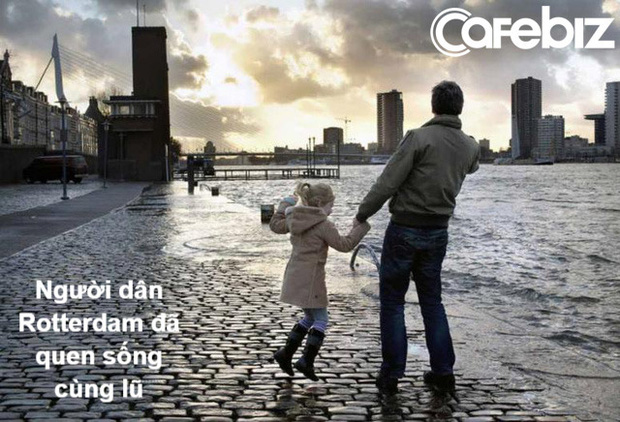 Cafebiz
Người dân
Rotterdam đã
quen sống
cùng lũ